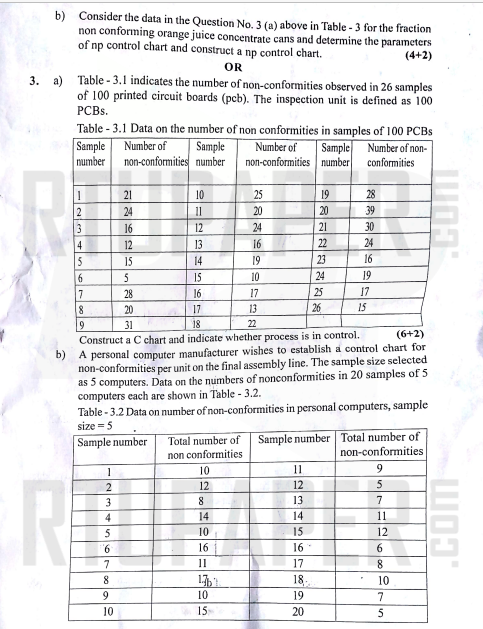 b) Consider the data in the Question No. 3 (a) above in Table - 3 for the fraction
non conforming orange juice concentrate cans and determine the parameters
of np control chart and construct a np control chart. (4+2)
OR
3. a) Table - 3.1 indicates the number of non-conformities observed in 26 samples
of 100 printed circuit boards (pcb). The inspection unit is defined as 100
PCBs.
Table - 3.1 Data on the number of non conformities in samples of 100 PCBs
Sample Number of Sample Number of Sample Number of non-
number non-conformities number non-conformities number conformities
1 21 10 25 19 28
2 24 11 20 20 39
3 16 12 24 21 30
4 12 13 16 22 24
5 15 14 19 23 16
6 5 15 10 24 19
7 28 16 17 25 17
8 20 17 13 26 15
9 31 18 22
Construct a C chart and indicate whether process is in control. (6+2)
b) A personal computer manufacturer wishes to establish a control chart for
non-conformities per unit on the final assembly line. The sample size selected
as 5 computers. Data on the numbers of nonconformities in 20 samples of 5
computers each are shown in Table - 3.2.
Table - 3.2 Data on number of non-conformities in personal computers, sample
size = 5
Sample number Total number of Sample number Total number of
non conformities non-conformities
1 10 11 9
2 12 12 5
3 8 13 7
4 14 14 11
5 10 15 12
6 16 16 6
7 11 17 8
8 18 10
9 10 19 7
10 15 20 5
RTUPAPER.com
RTUPAPER.com